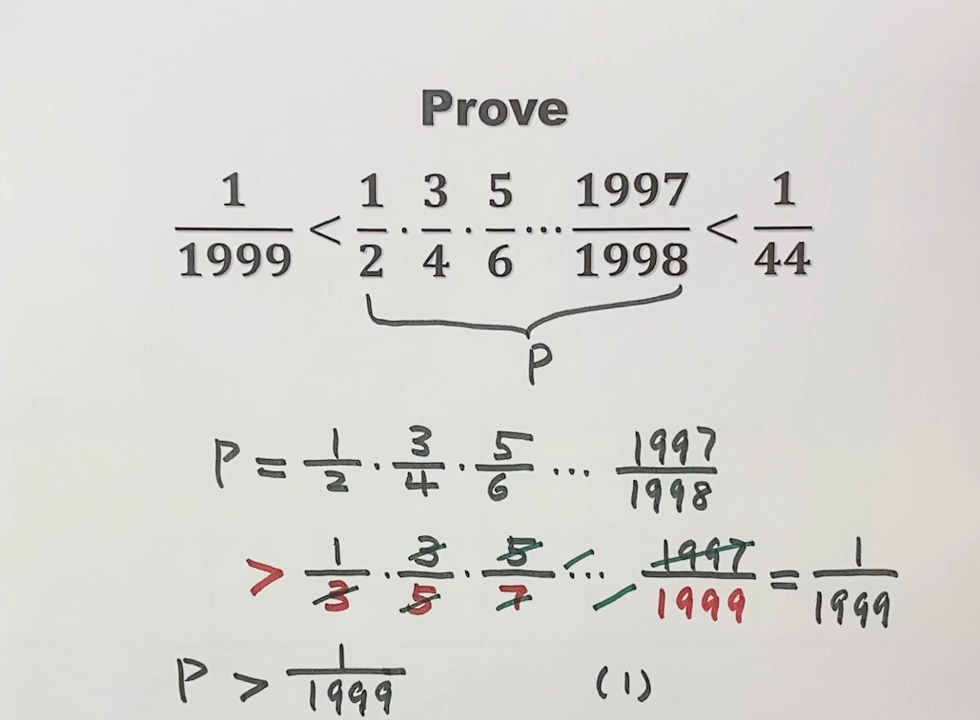 Prove
1/1999 < 1/2 · 3/4 · 5/6 ··· 1997/1998 < 1/44
P
P = 1/2 · 3/4 · 5/6 ··· 1997/1998
> 1/3 · 3/5 · 5/7 ··· 1997/1999 = 1/1999
P > 1/1999 (1)